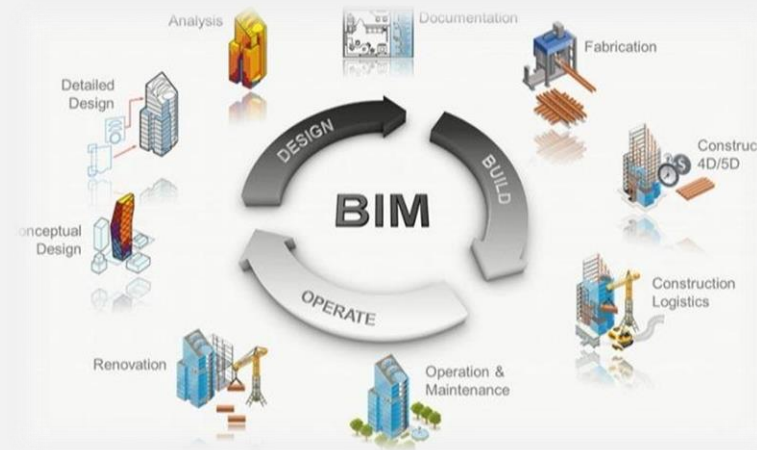 Analysis
Documentation
Fabrication
Detailed
Design
Construc
4D/5D
onceptual
Design
DESIGN
BUILD
BIM
OPERATE
Construction
Logistics
Renovation
Operation &
Maintenance